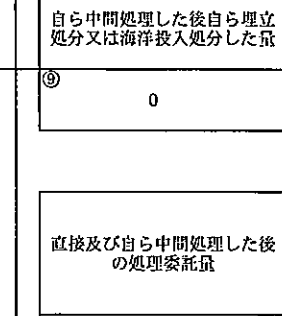 自ら中間処理した後自ら埋立
処分又は海洋投入処分した量
⑨
0
直接及び自ら中間処理した後
の処理委託量